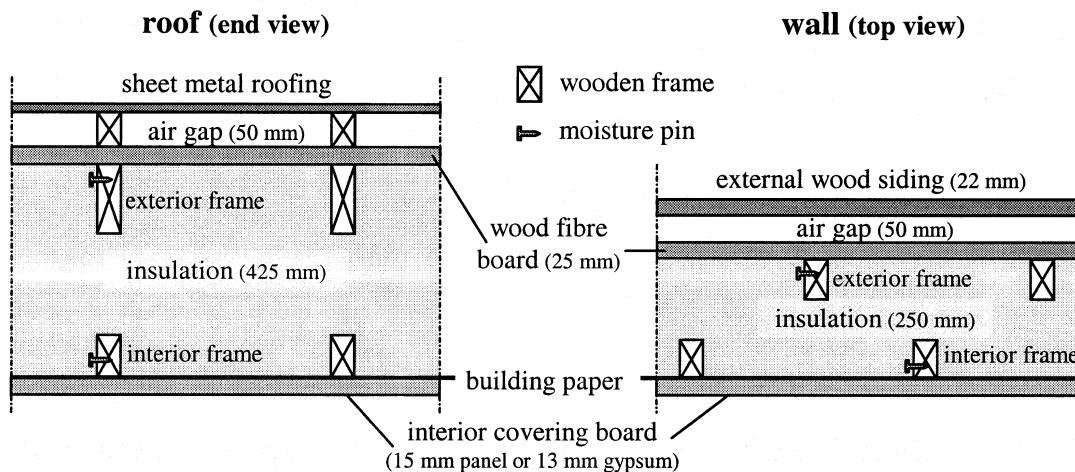 roof (end view)
wall (top view)
sheet metal roofing
air gap (50 mm)
exterior frame
insulation (425 mm)
interior frame
wooden frame
moisture pin
wood fibre
board (25 mm)
building paper
interior covering board
(15 mm panel or 13 mm gypsum)
external wood siding (22 mm)
air gap (50 mm)
exterior frame
insulation (250 mm)
interior frame